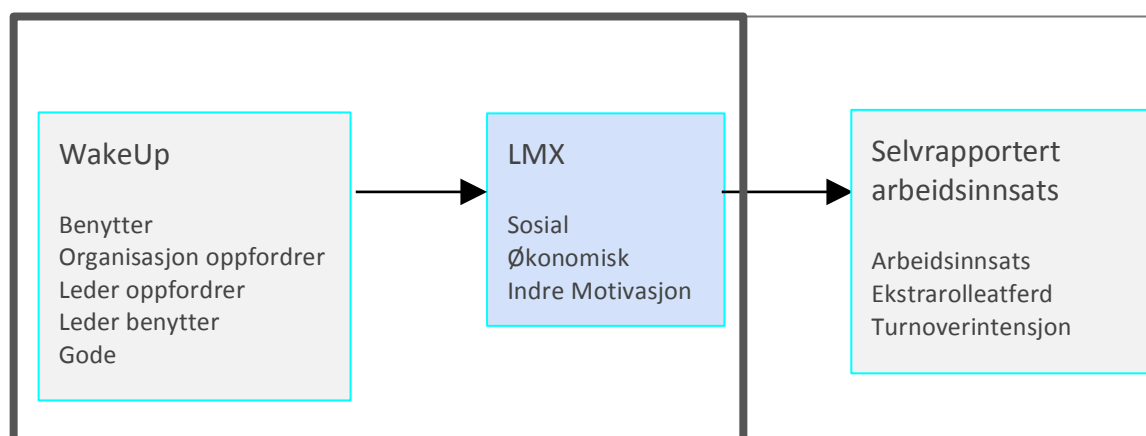 WakeUp
Benytter
Organisasjon oppfordrer
Leder oppfordrer
Leder benytter
Gode
LMX
Sosial
Økonomisk
Indre Motivasjon
Selvrapportert
arbeidsinnsats
Arbeidsinnsats
Ekstrarolleatferd
Turnoverintensjon